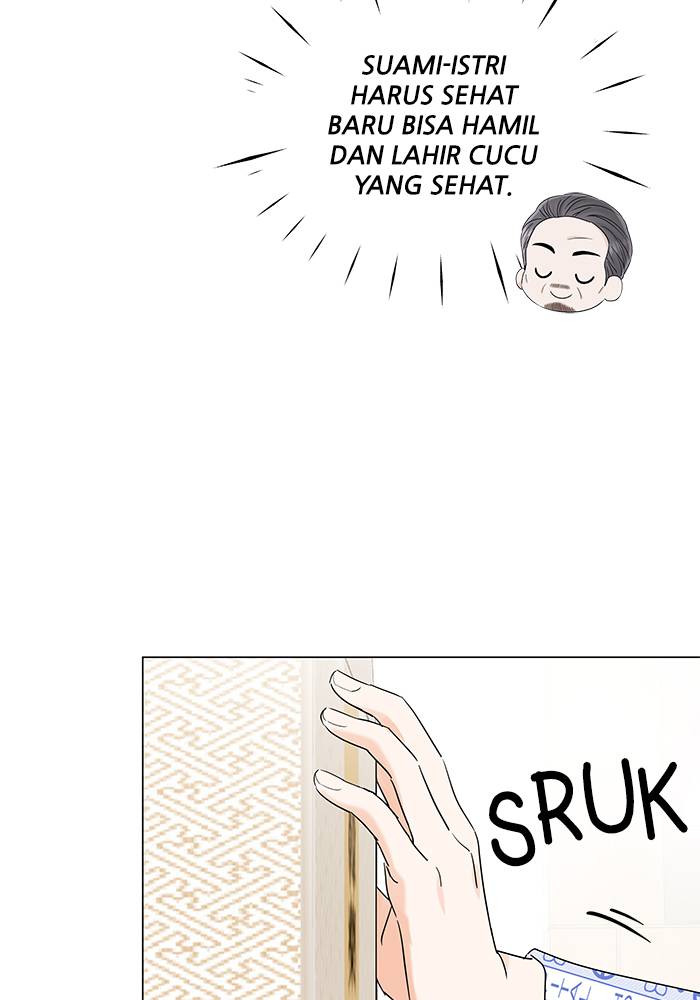 SUAMI-ISTRI
HARUS SEHAT
BARU BISA HAMIL
DAN LAHIR CUCU
YANG SEHAT.
SRUK